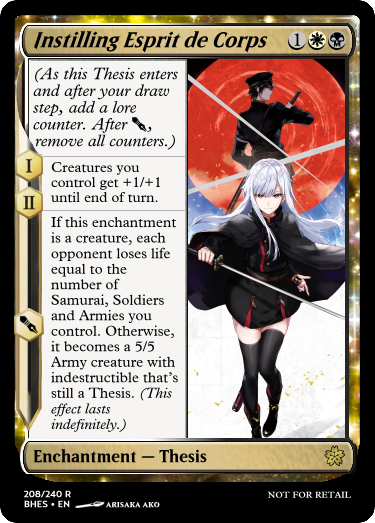 Instilling Esprit de Corps 1
(As this Thesis enters
and after your draw
step, add a lore
counter. After ,
remove all counters.)
I
II
Creatures you
control get +1/+1
until end of turn.
If this enchantment
is a creature, each
opponent loses life
equal to the
number of
Samurai, Soldiers
and Armies you
control. Otherwise,
it becomes a 5/5
Army creature with
indestructible that's
still a Thesis. (This
effect lasts
indefinitely.)
Enchantment — Thesis
208/240 R
BHES • EN ARISAKA AKO
NOT FOR RETAIL